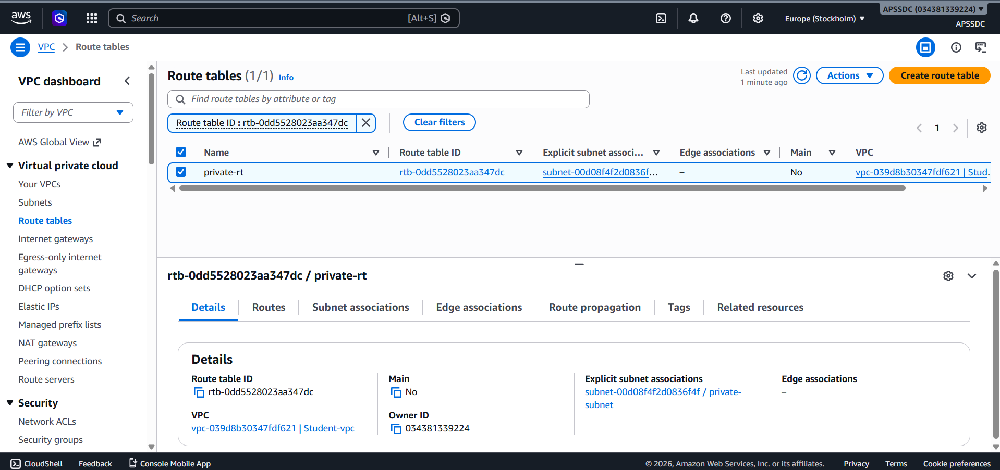 aws
Search [Alt+S]
Europe (Stockholm)
APSSDC (034381339224)
APSSDC
VPC Route tables
VPC dashboard
Filter by VPC
AWS Global View
Virtual private cloud
Your VPCs
Subnets
Route tables
Internet gateways
Egress-only internet
gateways
DHCP option sets
Elastic IPs
Managed prefix lists
NAT gateways
Peering connections
Route servers
Security
Network ACLs
Security groups
Route tables (1/1) Info
Last updated
1 minute ago
Actions
Create route table
Find route tables by attribute or tag
Route table ID : rtb-0dd5528023aa347dc
Clear filters
1
Name Route table ID Explicit subnet associ... Edge associations Main VPC
private-rt rtb-0dd5528023aa347dc subnet-00d08f4f2d0836f... – No vpc-039d8b30347fdf621 | Stud.
rtb-0dd5528023aa347dc / private-rt
Details Routes Subnet associations Edge associations Route propagation Tags Related resources
Details
Route table ID
rtb-0dd5528023aa347dc
VPC
vpc-039d8b30347fdf621 | Student-vpc
Main
No
Owner ID
034381339224
Explicit subnet associations
subnet-00d08f4f2d0836f4f / private-
subnet
Edge associations
–
CloudShell Feedback Console Mobile App
© 2026, Amazon Web Services, Inc. or its affiliates. Privacy Terms Cookie preferences